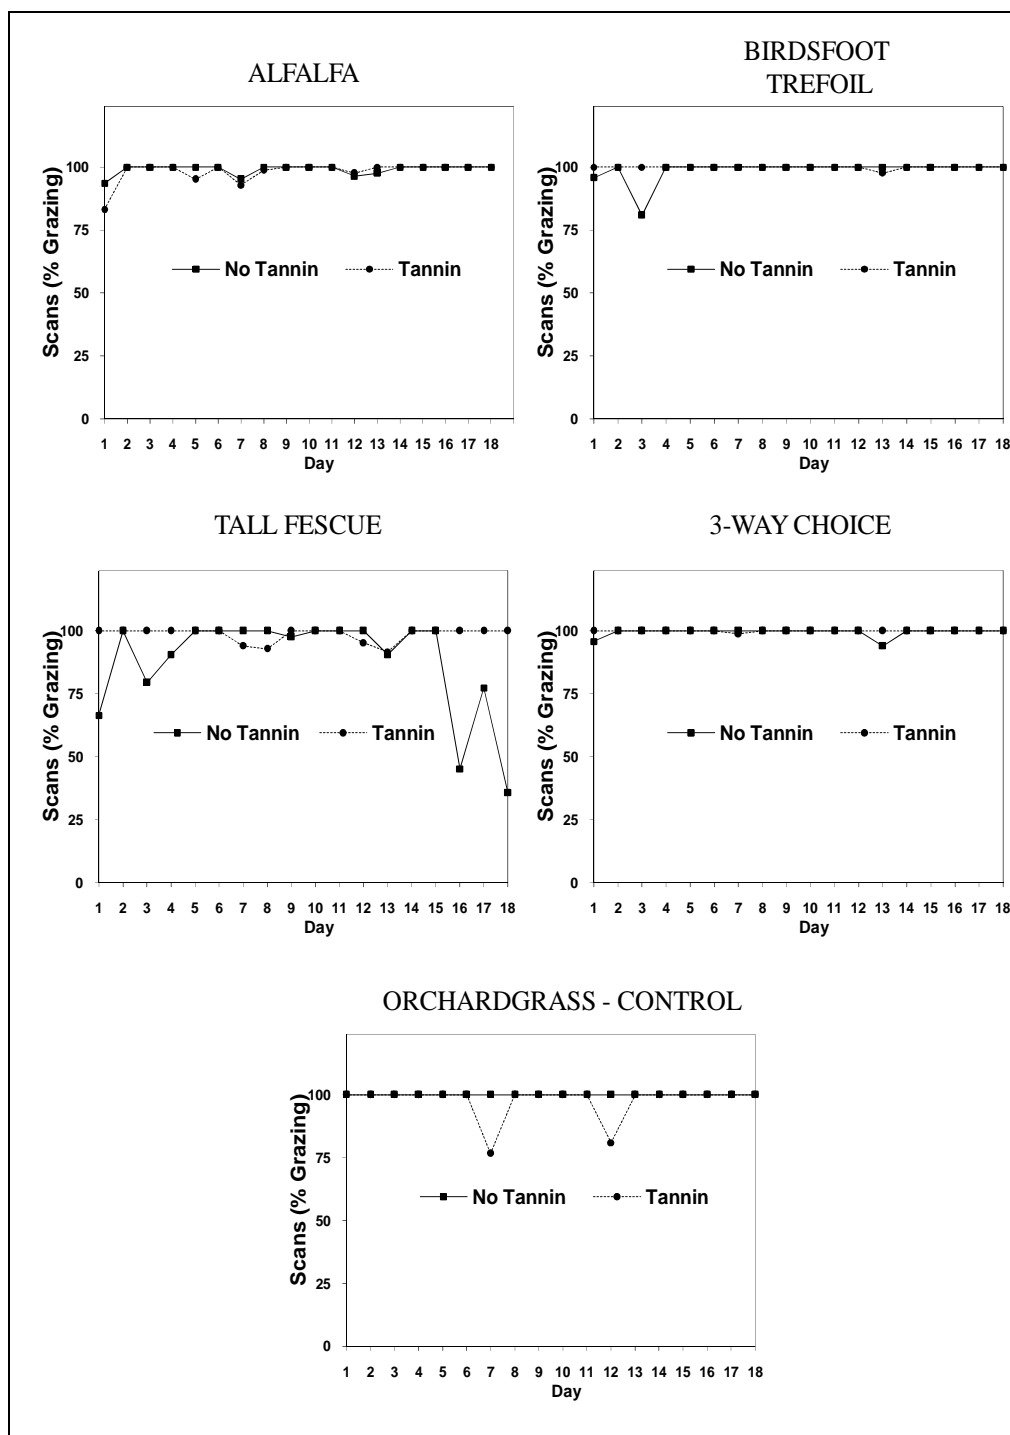 ALFALFA
Scans (% Grazing)
100
75
50
25
0
No Tannin Tannin
1 2 3 4 5 6 7 8 9 10 11 12 13 14 15 16 17 18
Day
BIRDSFOOT
TREFOIL
Scans (% Grazing)
100
75
50
25
0
No Tannin Tannin
1 2 3 4 5 6 7 8 9 10 11 12 13 14 15 16 17 18
Day
TALL FESCUE
Scans (% Grazing)
100
75
50
25
0
No Tannin Tannin
1 2 3 4 5 6 7 8 9 10 11 12 13 14 15 16 17 18
Day
3-WAY CHOICE
Scans (% Grazing)
100
75
50
25
0
No Tannin Tannin
1 2 3 4 5 6 7 8 9 10 11 12 13 14 15 16 17 18
Day
ORCHARDGRASS - CONTROL
Scans (% Grazing)
100
75
50
25
0
No Tannin Tannin
1 2 3 4 5 6 7 8 9 10 11 12 13 14 15 16 17 18
Day